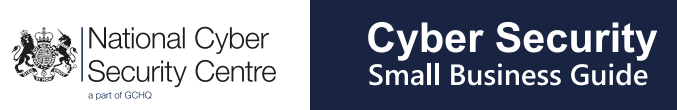 National Cyber
Security Centre
a part of GCHQ
Cyber Security
Small Business Guide